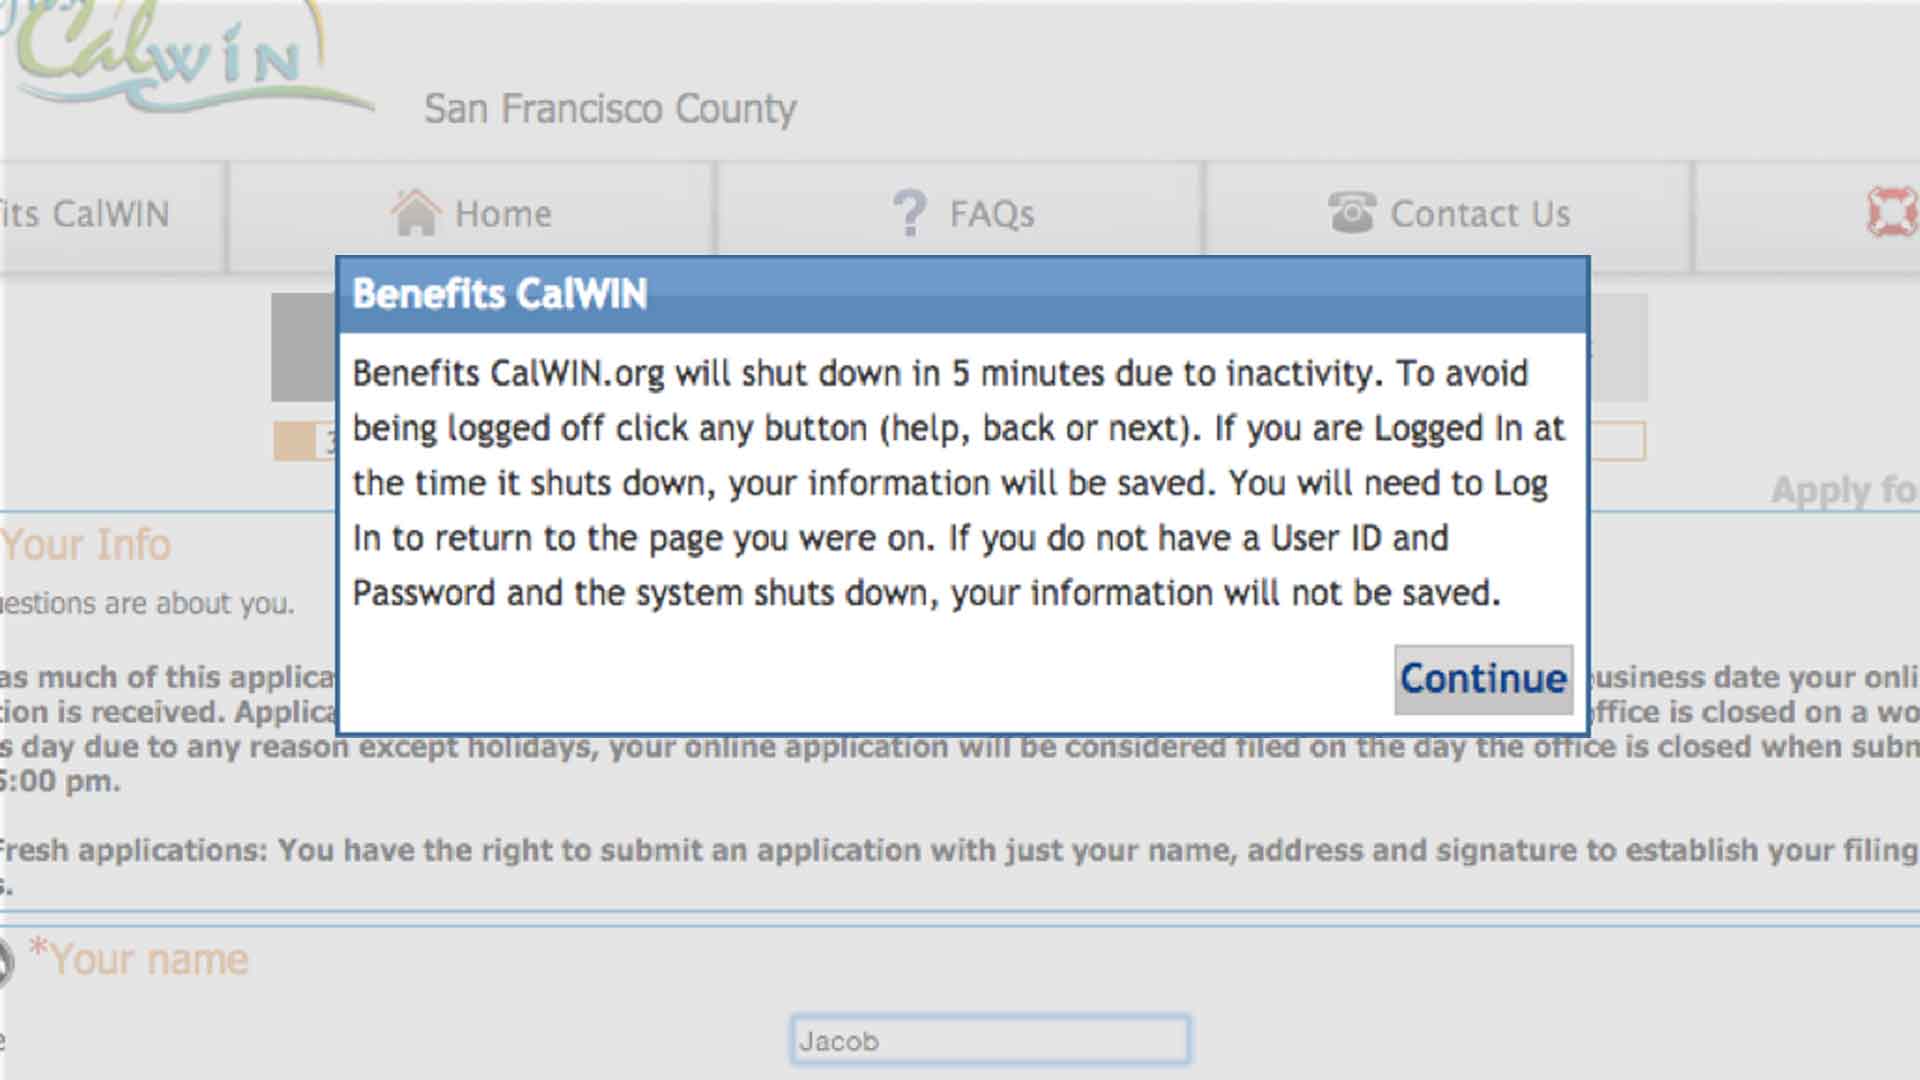 CalWIN
San Francisco County
its CalWIN
Home
FAQs
Contact Us
Benefits CalWIN
Benefits CalWIN.org will shut down in 5 minutes due to inactivity. To avoid
being logged off click any button (help, back or next). If you are Logged In at
the time it shuts down, your information will be saved. You will need to Log
In to return to the page you were on. If you do not have a User ID and
Password and the system shuts down, your information will not be saved.
Continue
3
Apply fo
Your Info
estions are about you.
as much of this applica usiness date your onli
ion is received. Applica ffice is closed on a wo
s day due to any reason except holidays, your online application will be considered filed on the day the office is closed when subm
5:00 pm.
Fresh applications: You have the right to submit an application with just your name, address and signature to establish your filing
s.
*Your name
e
Jacob